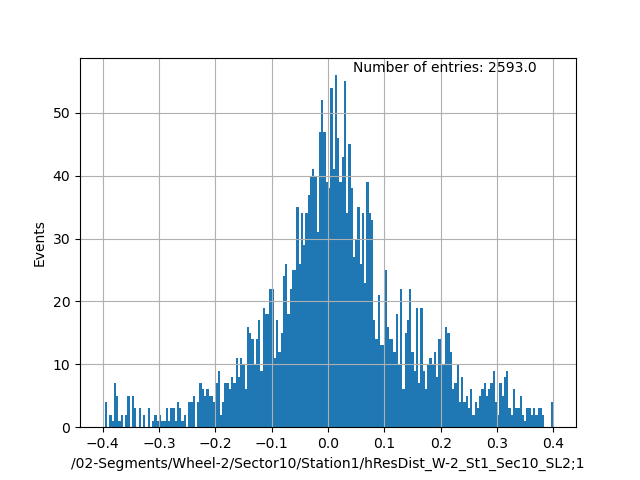 Number of entries: 2593.0
Events
50
40
30
20
10
0
−0.4 −0.3 −0.2 −0.1 0.0 0.1 0.2 0.3 0.4
/02-Segments/Wheel-2/Sector10/Station1/hResDist_W-2_St1_Sec10_SL2;1